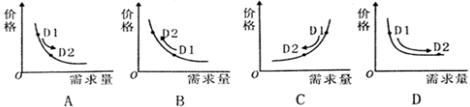 价格 D1 D2 O 需求量
A
价格 D2 D1 O 需求量
B
价格 D1 D2 O 需求量
C
价格 D1 D2 O 需求量
D